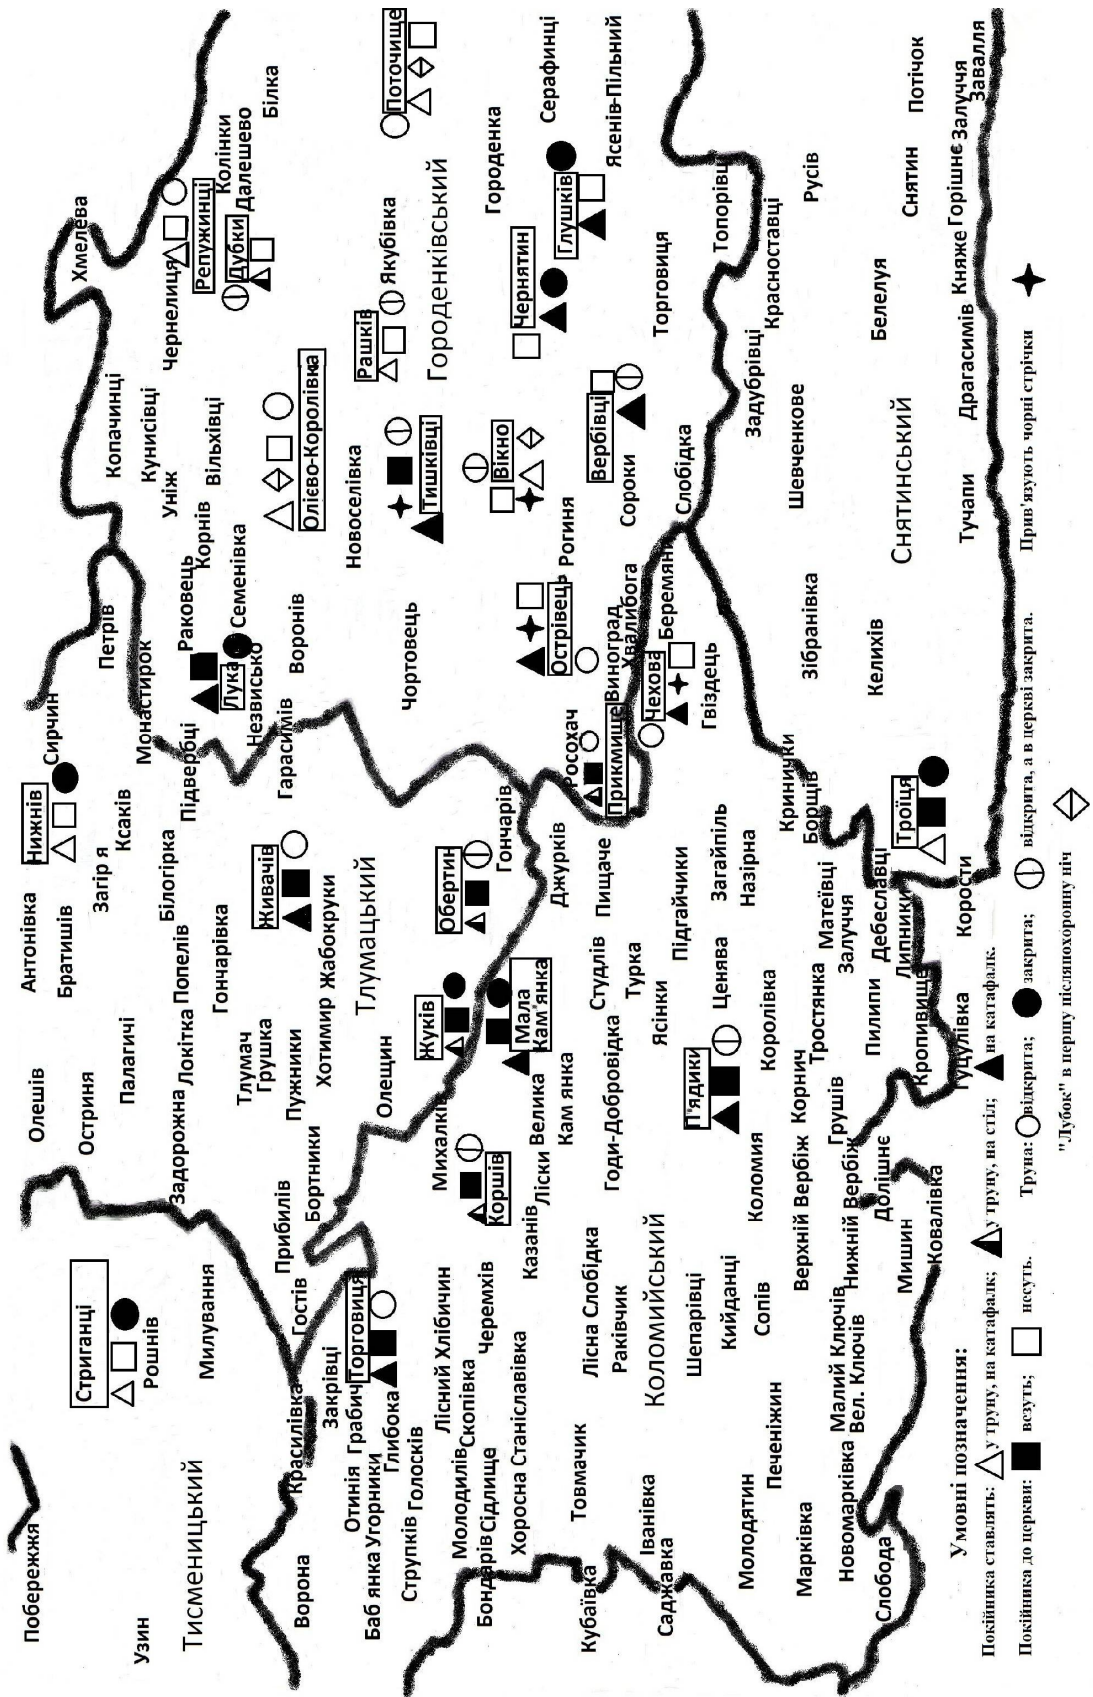 Побережжя
Олешів
Антонівка
Нижнів
Сирчин
Братишів
Хмелева
Стриганці
Остриня
Загір я
Петрів
Ксаків
Копачинці
Узин
Рошнів
Палагичі
Монастирок
Кунисівці
Білогірка
Уніж
Чернелиця
Задорожна
Локітка
Попелів
Підвербці
Раковець
Тисменицький
Милування
Корнів
Вільхівці
Репужинці
Гончарівка
Лука
Колінки
Тлумач
Семенівка
Дубки
Далешево
Грушка
Незвисько
Білка
Прибилів
Живачів
Гарасимів
Пужники
Воронів
Ворона
Красилівка
Гостів
Бортники
Олієво-Королівка
Закрівці
Хотимир
Жабокруки
Отинія
Грабич
Торговиця
Тлумацький
Новоселівка
Рашків
Баб янка
Угорники
Олещин
Якубівка
Глибока
Поточище
Струпків
Голосків
Чортовець
Жуків
Тишківці
Лісний Хлібичин
Михалків
Обертин
Городенківський
Молодилів
Скопівка
Бондарів
Сідлище
Черемхів
Коршів
Гончарів
Вікно
Городенка
Хоросна
Станіславівка
Казанів
Ліски
Велика
Кам янка
Мала
Кам'янка
Чернятин
Серафинці
Джурків
Острівець
Рогиня
Глушків
Товмачик
Росохач
Кубаївка
Лісна Слобідка
Студлів
Пищаче
Вербівці
Годи-Добровідка
Прикмище
Виноград
Ясенів-Пільний
Раківчик
Турка
Хвалибога
Сороки
Іванівка
Коломийський
Ясінки
Чехова
Торговиця
Саджавка
Беремяни
Підгайчики
Шепарівці
П'ядики
Гвіздець
Слобідка
Кийданці
Ценява
Загайпіль
Топорівці
Молодятин
Сопів
Коломия
Назірна
Задубрівці
Печеніжин
Королівка
Красноставці
Верхній Вербіж
Корнич
Кринички
Шевченкове
Марківка
Тростянка
Борщів
Зібранівка
Русів
Малий Ключів
Грушів
Матеївці
Новомарківка
Вел. Ключів
Нижній Вербіж
Залуччя
Слобода
Долішнє
Пилипи
Дебеславці
Келихів
Белелуя
Мишин
Липники
Троїця
Снятинський
Снятин
Потічок
Ковалівка
Кропивище
Гуцулівка
Корости
Тучапи
Драгасимів
Княже
Горішнє Залуччя
Завалля
Умовні позначення:
Покійника ставлять: у труну, на катафалк; у труну, на стіл; на катафалк.
Покійника до церкви: везуть; несуть. Труна: відкрита; закрита; відкрита, а в церкві закрита. Прив'язують чорні стрічки
"Лубок" в першу післяпохоронну ніч